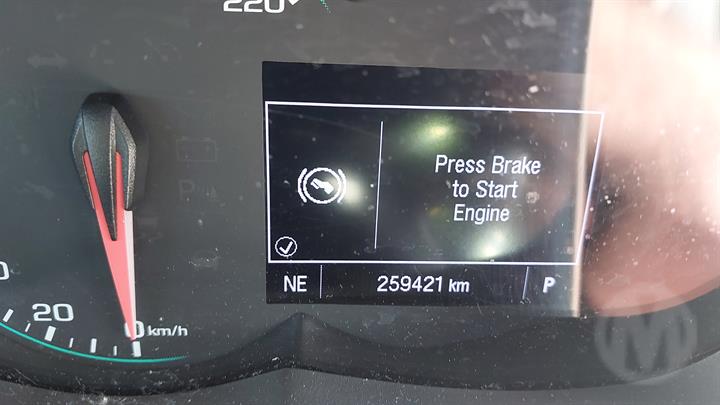 220
Press Brake
to Start
Engine
NE 259421 km P
20
0 km/h
M